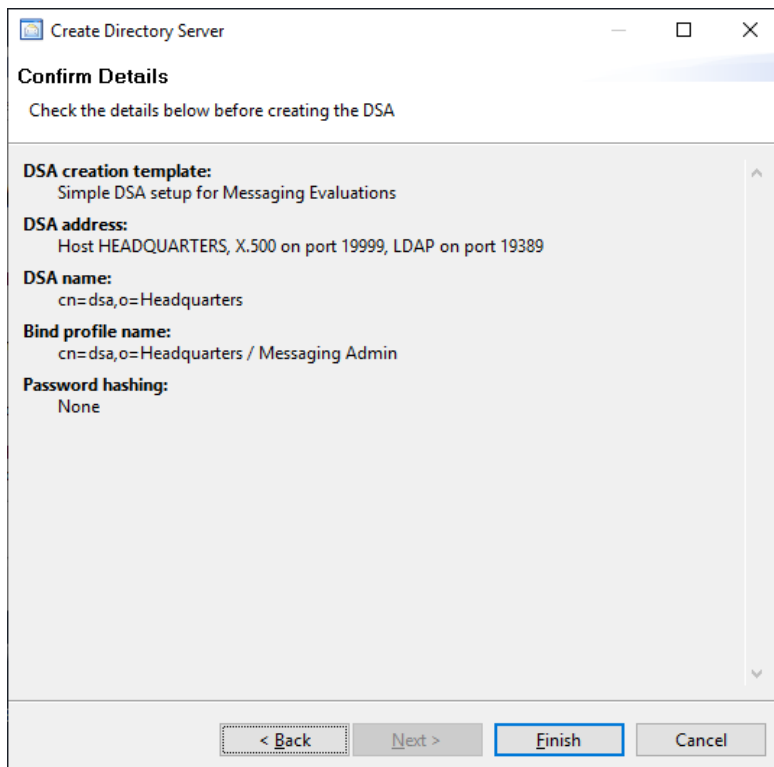 Create Directory Server
Confirm Details
Check the details below before creating the DSA
DSA creation template:
Simple DSA setup for Messaging Evaluations
DSA address:
Host HEADQUARTERS, X.500 on port 19999, LDAP on port 19389
DSA name:
cn=dsa,o=Headquarters
Bind profile name:
cn=dsa,o=Headquarters / Messaging Admin
Password hashing:
None
< Back Next > Finish Cancel